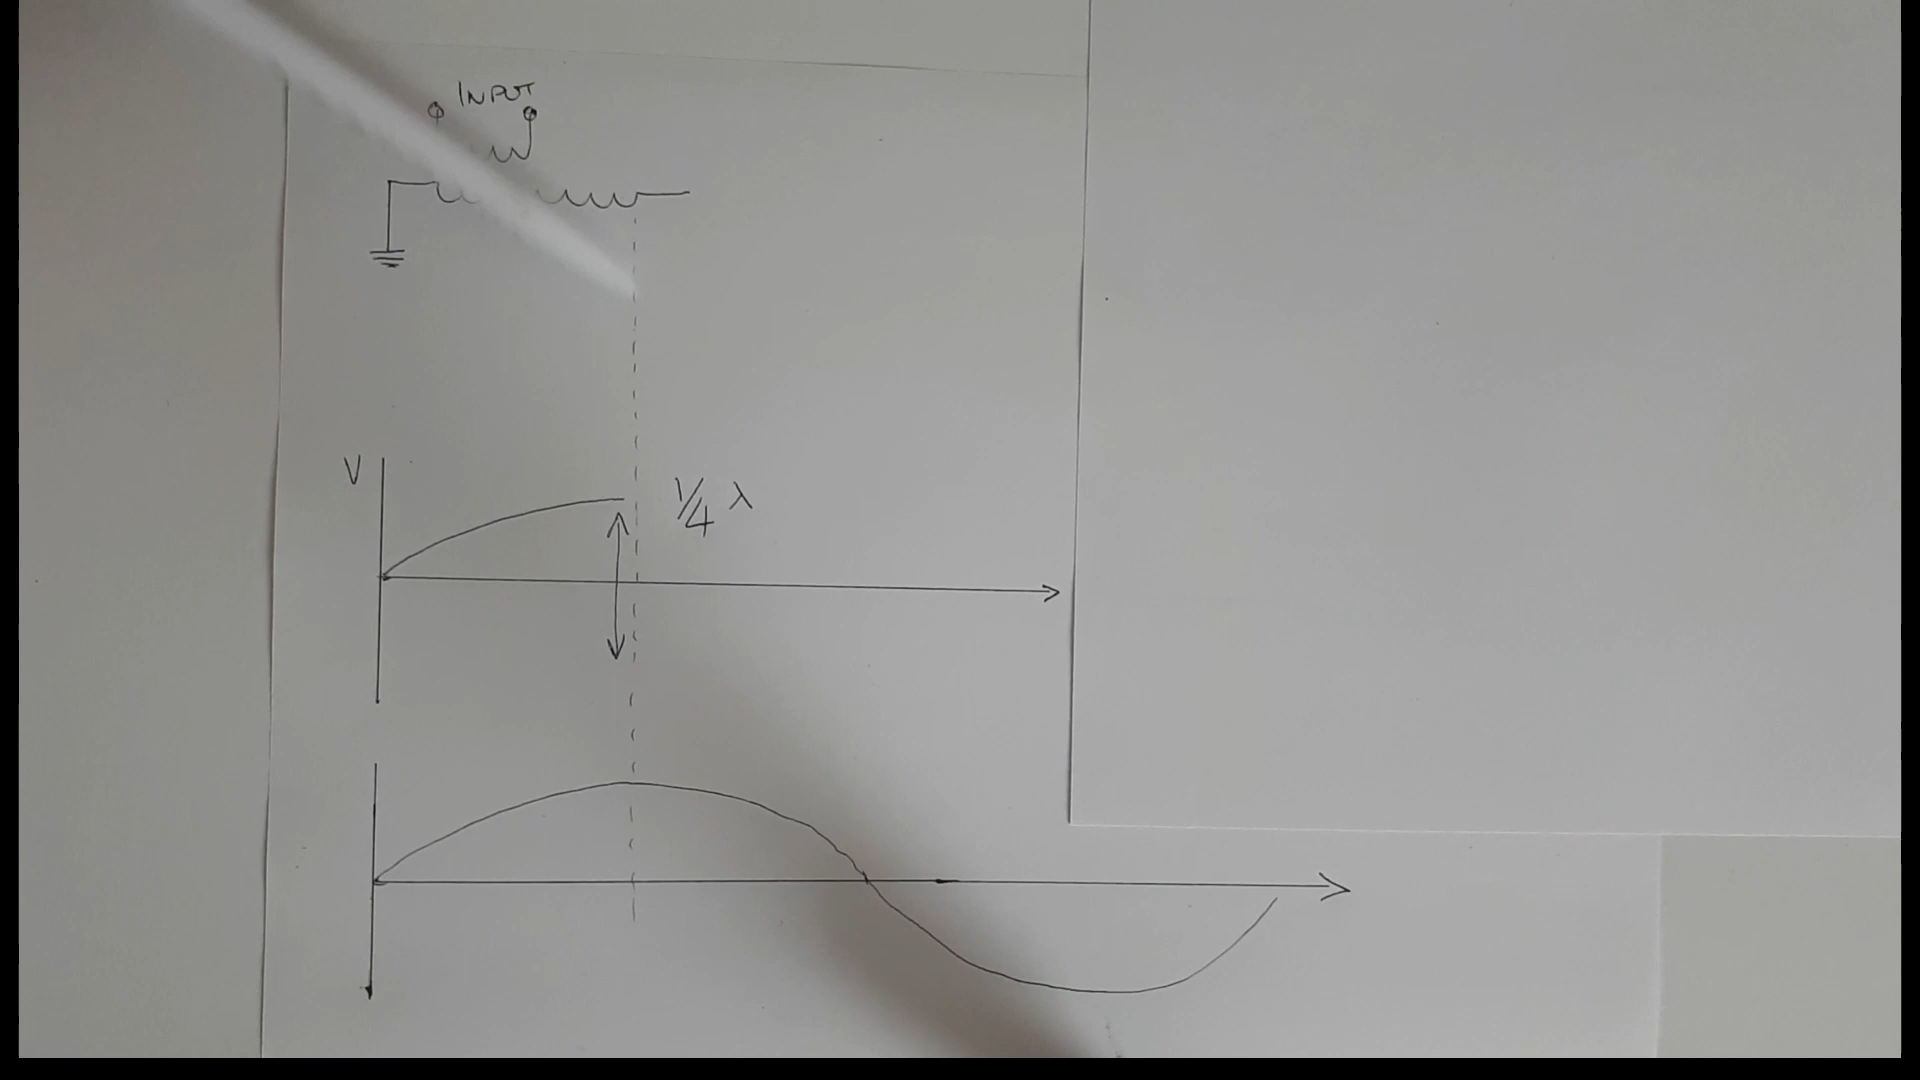 INPUT
V
1/4 λ